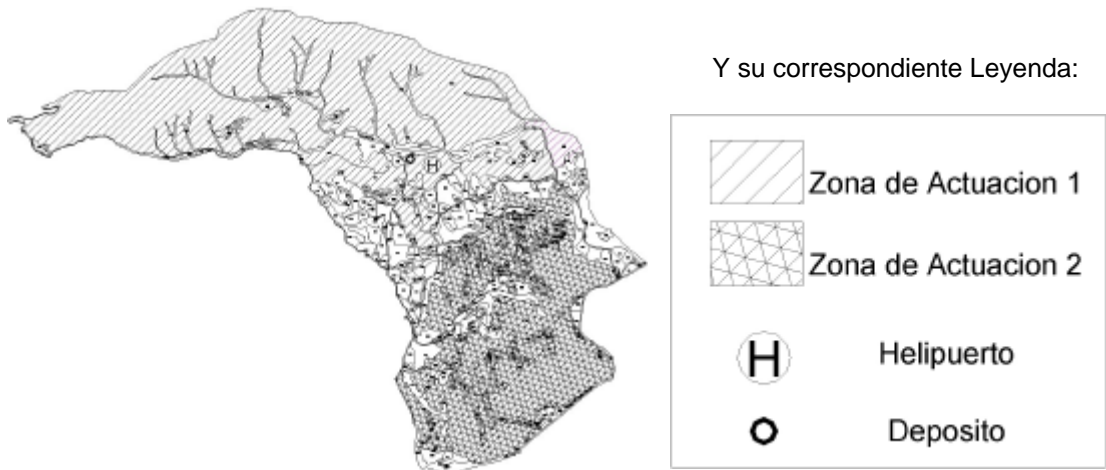 Y su correspondiente Leyenda:
H
Zona de Actuacion 1
Zona de Actuacion 2
H
Helipuerto
Deposito